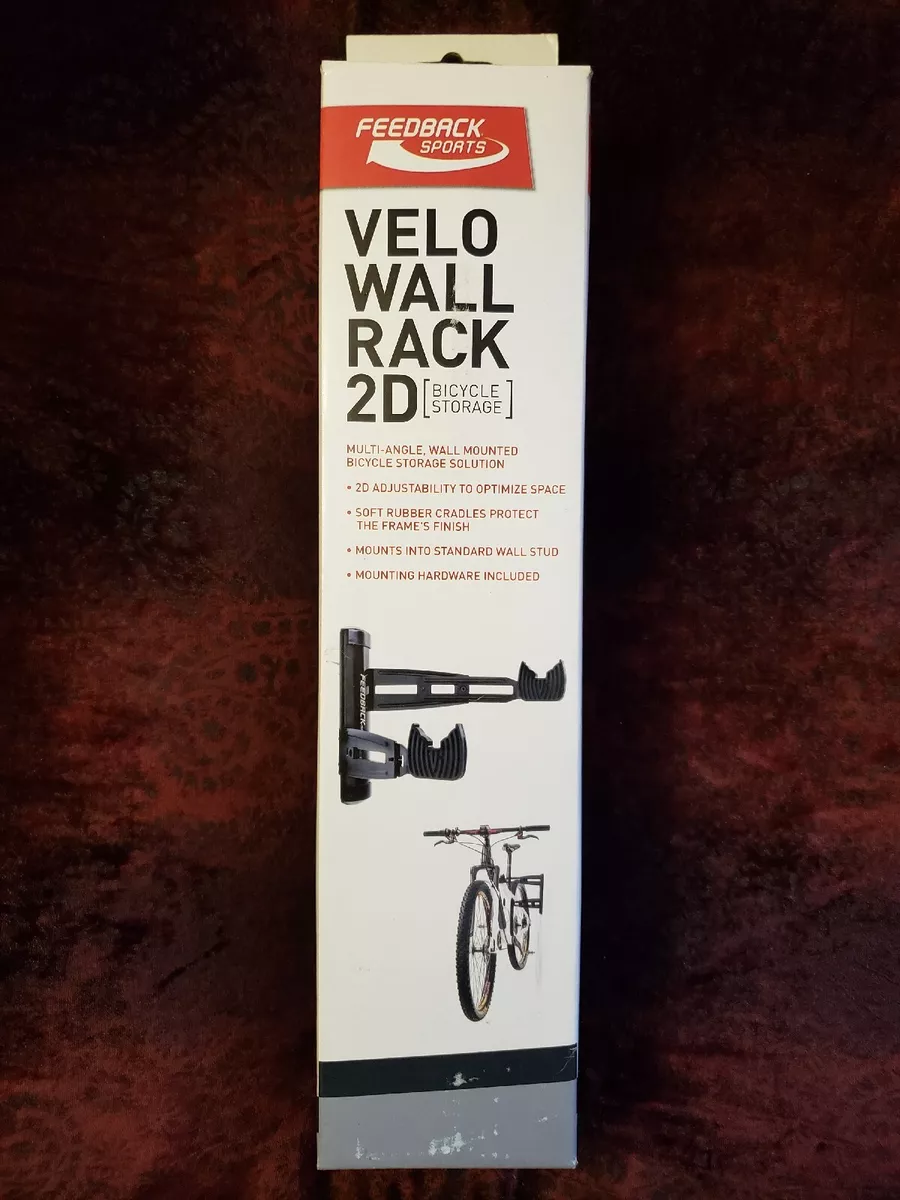 FEEDBACK
SPORTS
VELO
WALL
RACK
2D [BICYCLE
STORAGE]
MULTI-ANGLE, WALL MOUNTED
BICYCLE STORAGE SOLUTION
• 2D ADJUSTABILITY TO OPTIMIZE SPACE
• SOFT RUBBER CRADLES PROTECT
THE FRAME'S FINISH
• MOUNTS INTO STANDARD WALL STUD
• MOUNTING HARDWARE INCLUDED
FEEDBACK